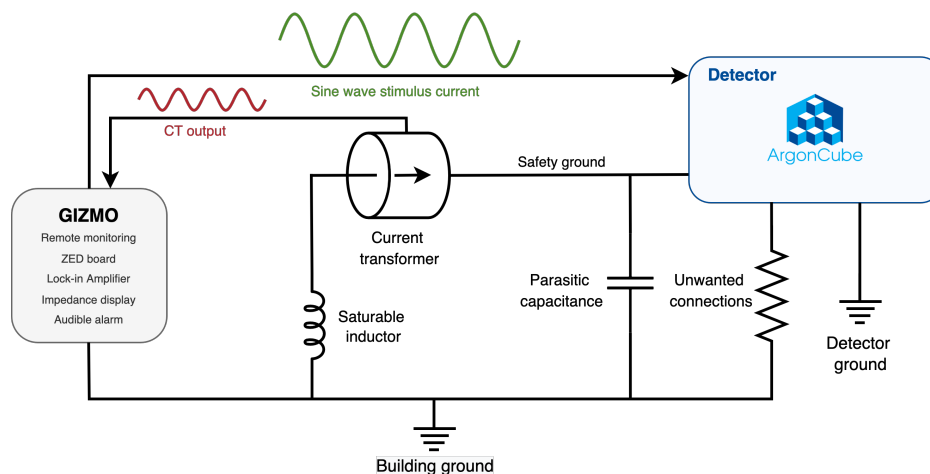 Sine wave stimulus current
CT output
Detector
ArgonCube
Safety ground
GIZMO
Remote monitoring
ZED board
Lock-in Amplifier
Impedance display
Audible alarm
Current
transformer
Saturable
inductor
Parasitic
capacitance
Unwanted
connections
Detector
ground
Building ground